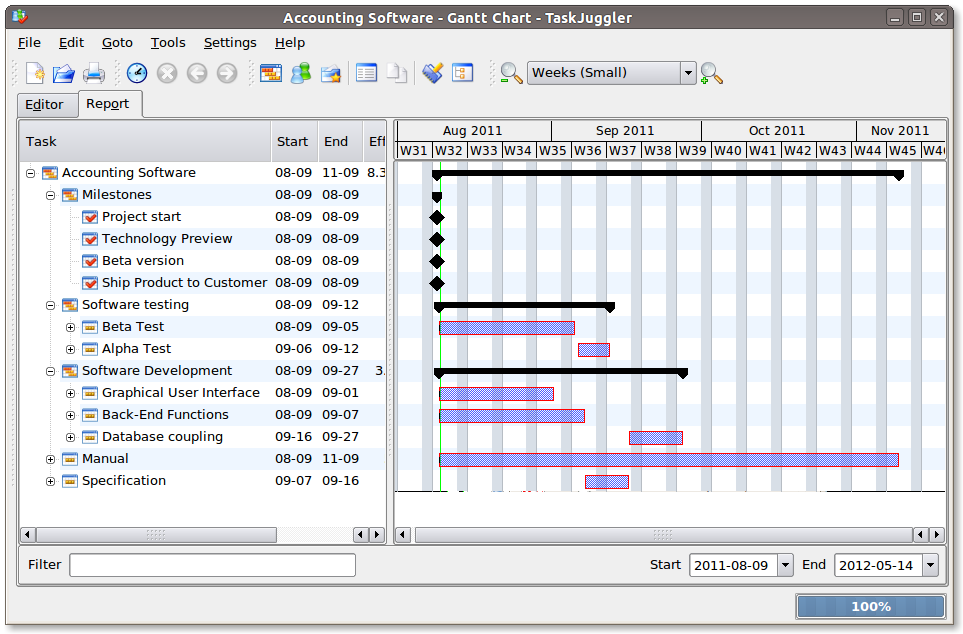 Accounting Software - Gantt Chart - TaskJuggler
File Edit Goto Tools Settings Help
Weeks (Small)
Editor Report
Task Start End Eff
Aug 2011 Sep 2011 Oct 2011 Nov 2011
W31 W32 W33 W34 W35 W36 W37 W38 W39 W40 W41 W42 W43 W44 W45 W46
Accounting Software 08-09 11-09 8.3
Milestones 08-09 08-09
Project start 08-09 08-09
Technology Preview 08-09 08-09
Beta version 08-09 08-09
Ship Product to Customer 08-09 08-09
Software testing 08-09 09-12
Beta Test 08-09 09-05
Alpha Test 09-06 09-12
Software Development 08-09 09-27 3.
Graphical User Interface 08-09 09-01
Back-End Functions 08-09 09-07
Database coupling 09-16 09-27
Manual 08-09 11-09
Specification 09-07 09-16
Filter Start 2011-08-09 End 2012-05-14
100%